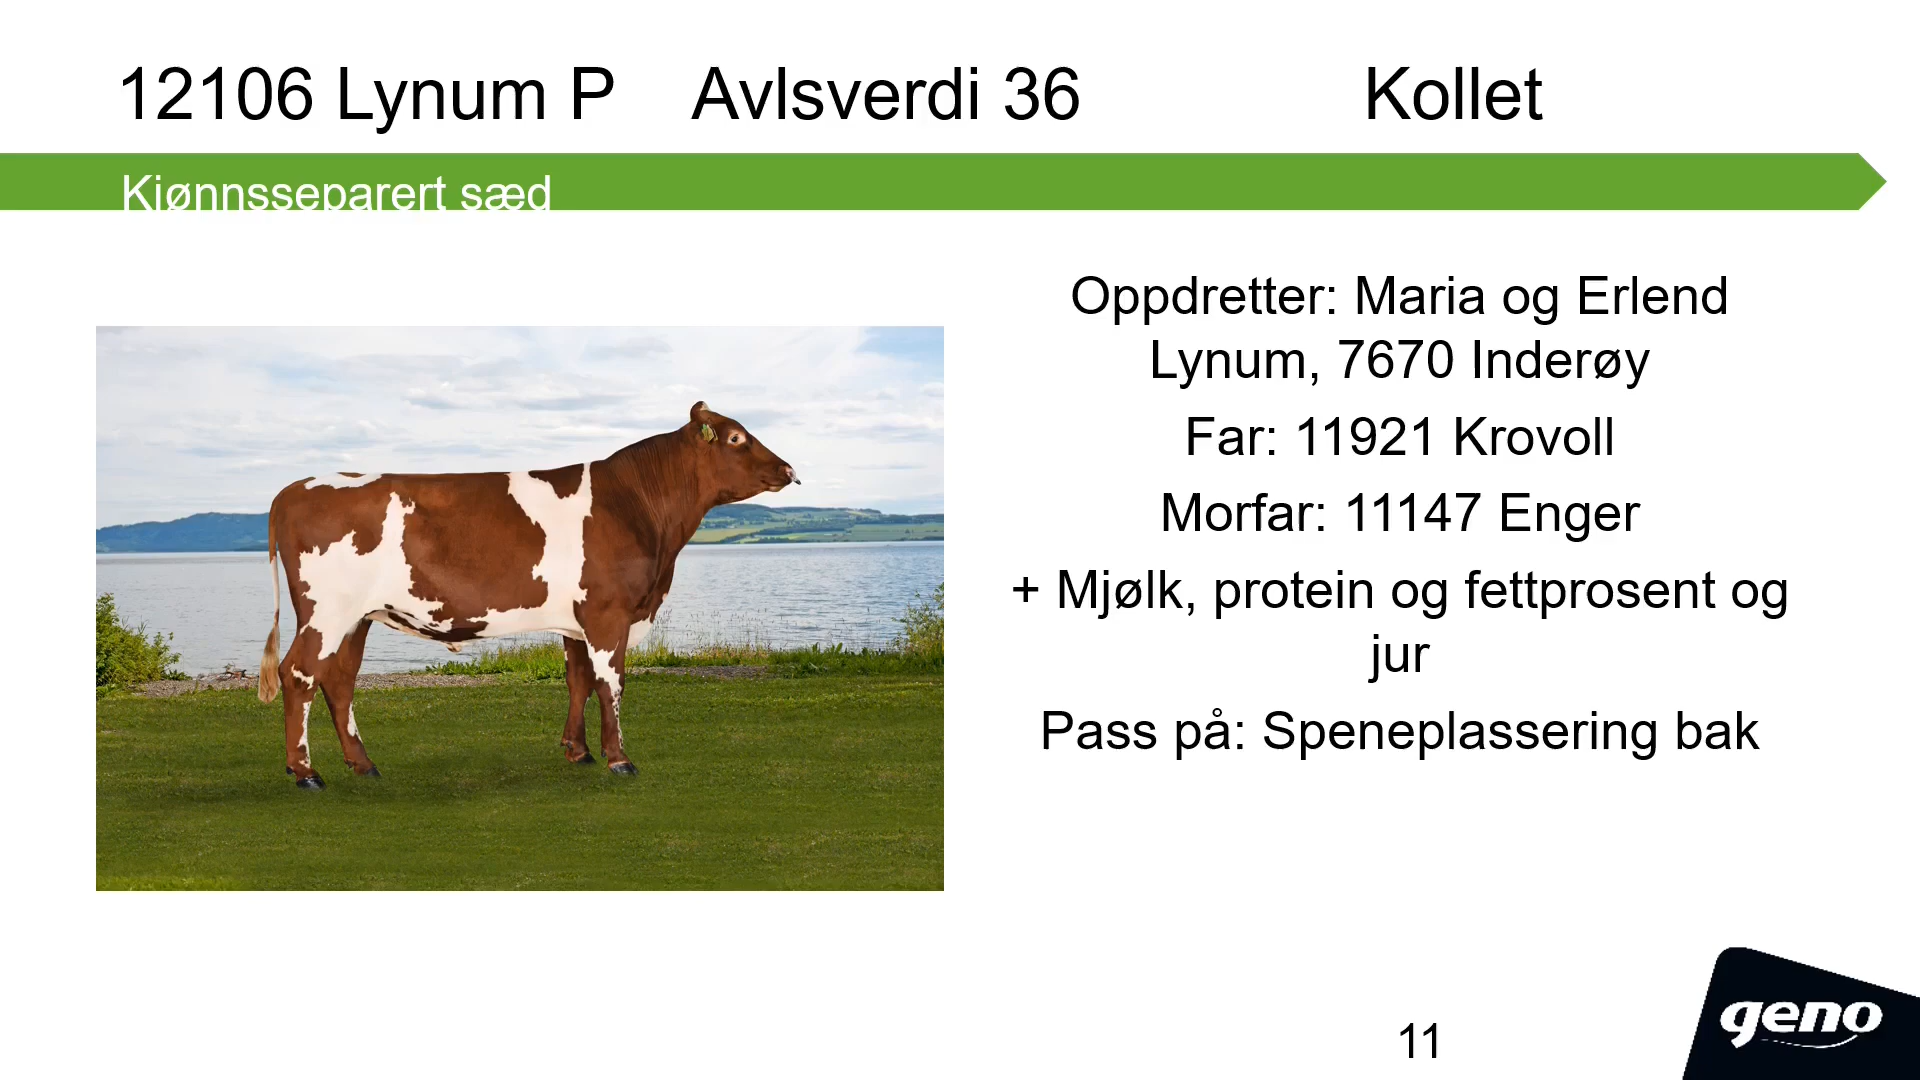 12106 Lynum P Avlsverdi 36 Kollet
Kjønnsseparert sæd
Oppdretter: Maria og Erlend
Lynum, 7670 Inderøy
Far: 11921 Krovoll
Morfar: 11147 Enger
+ Mjølk, protein og fettprosent og
jur
Pass på: Speneplassering bak
11
geno